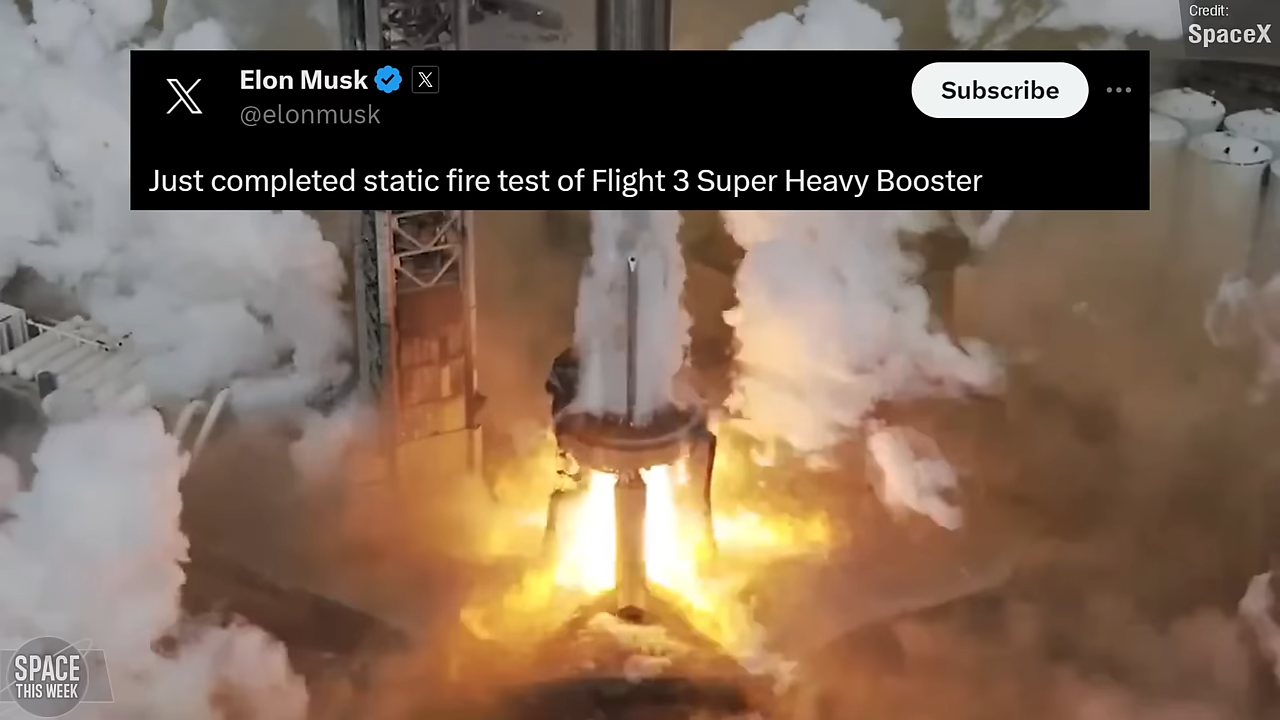 Credit:
SpaceX
Elon Musk
Subscribe
@elonmusk
Just completed static fire test of Flight 3 Super Heavy Booster
SPACE
THIS WEEK